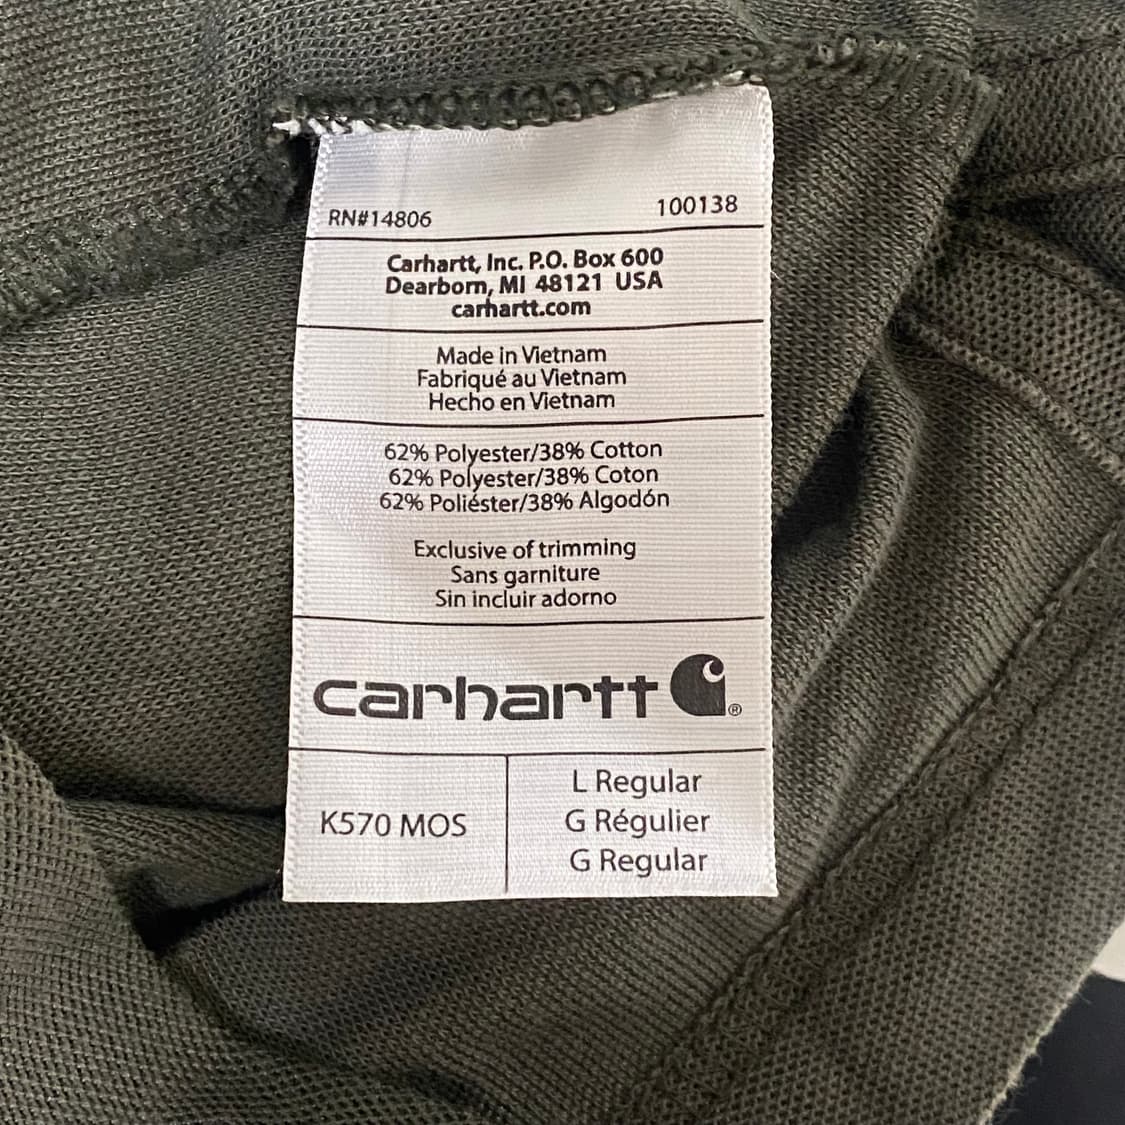 RN#14806 100138
Carhartt, Inc. P.O. Box 600
Dearborn, MI 48121 USA
carhartt.com
Made in Vietnam
Fabriqué au Vietnam
Hecho en Vietnam
62% Polyester/38% Cotton
62% Polyester/38% Coton
62% Poliéster/38% Algodón
Exclusive of trimming
Sans garniture
Sin incluir adorno
carhartt ®
K570 MOS
L Regular
G Régulier
G Regular